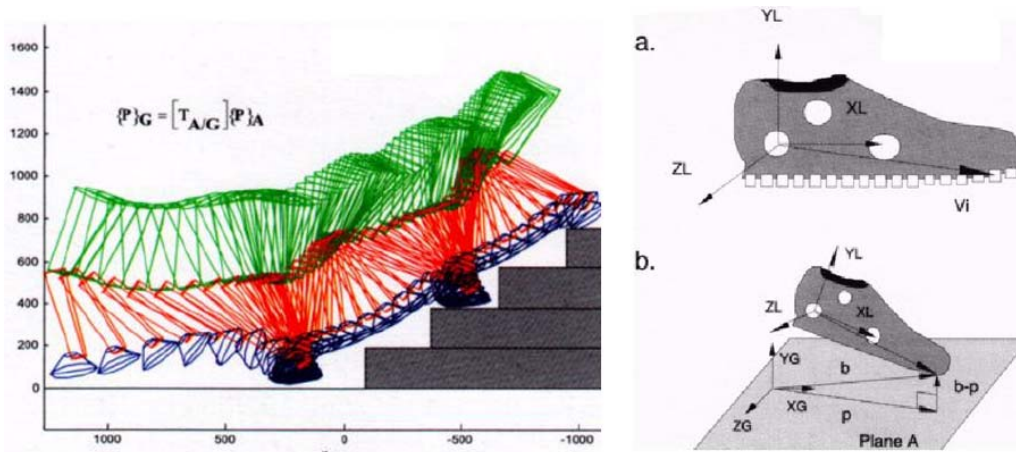 1600
1400
1200
1000
800
600
400
200
0
{P}G = [T A/G] {P}A
1000
500
0
-500
-1000
a.
YL
XL
ZL
Vi
b.
YL
ZL
XL
YG
b
b-p
XG
p
ZG
Plane A